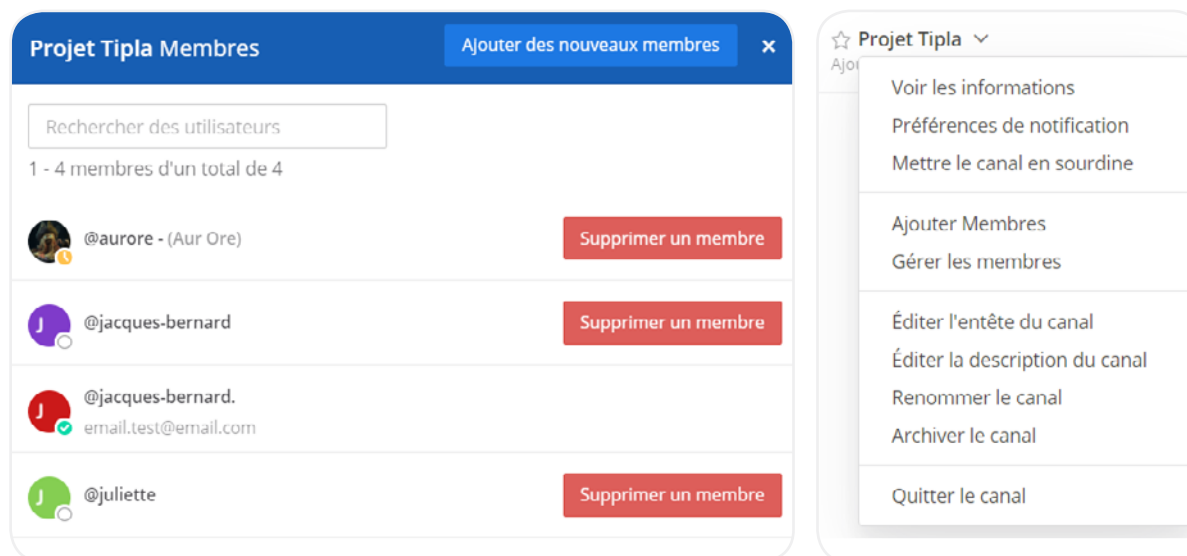 Projet Tipla Membres
Ajouter des nouveaux membres
×
Rechercher des utilisateurs
1 - 4 membres d'un total de 4
@aurore - (Aur Ore)
Supprimer un membre
J
@jacques-bernard
Supprimer un membre
J
@jacques-bernard.
email.test@email.com
J
@juliette
Supprimer un membre
Projet Tipla
Ajou
Voir les informations
Préférences de notification
Mettre le canal en sourdine
Ajouter Membres
Gérer les membres
Éditer l'entête du canal
Éditer la description du canal
Renommer le canal
Archiver le canal
Quitter le canal